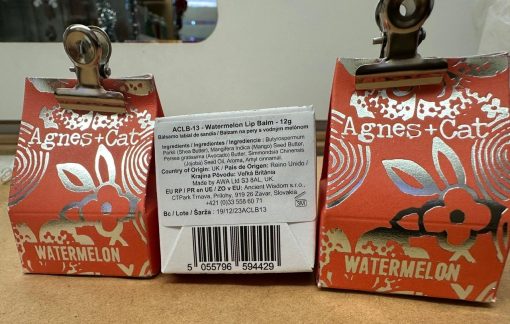 Agnes+Cat
WATERMELON
ACLB-13 - Watermelon Lip Balm - 12g
Bálsamo labial de sandía / Balzam na pery s vodným melónom
Ingredients / Ingredientes / Ingrediencie : Butyrospermum
Parkii (Shea Butter), Mangifera Indica (Mango) Seed Butter,
Persea gratissima (Avocado) Butter, Simmondsia Chinensis
(Jojoba) Seed Oil, Aroma, Amyl cinnamal.
Country of Origin: UK / País de Origen: Reino Unido /
Krajina Pôvodu: Veľká Británia
Made by AWA Ltd S3 8AL, UK.
EU RP / PR en UE / ZO v EU: Ancient Wisdom s.r.o.,
CTPark Trnava, Prílohy, 919 26 Zavar, Slovakia.
+421 (0)33 558 60 71
Bc / Lote / Šarža : 19/12/23ACLB13
5 055796 594429
Agnes+Cat
WATERMELON